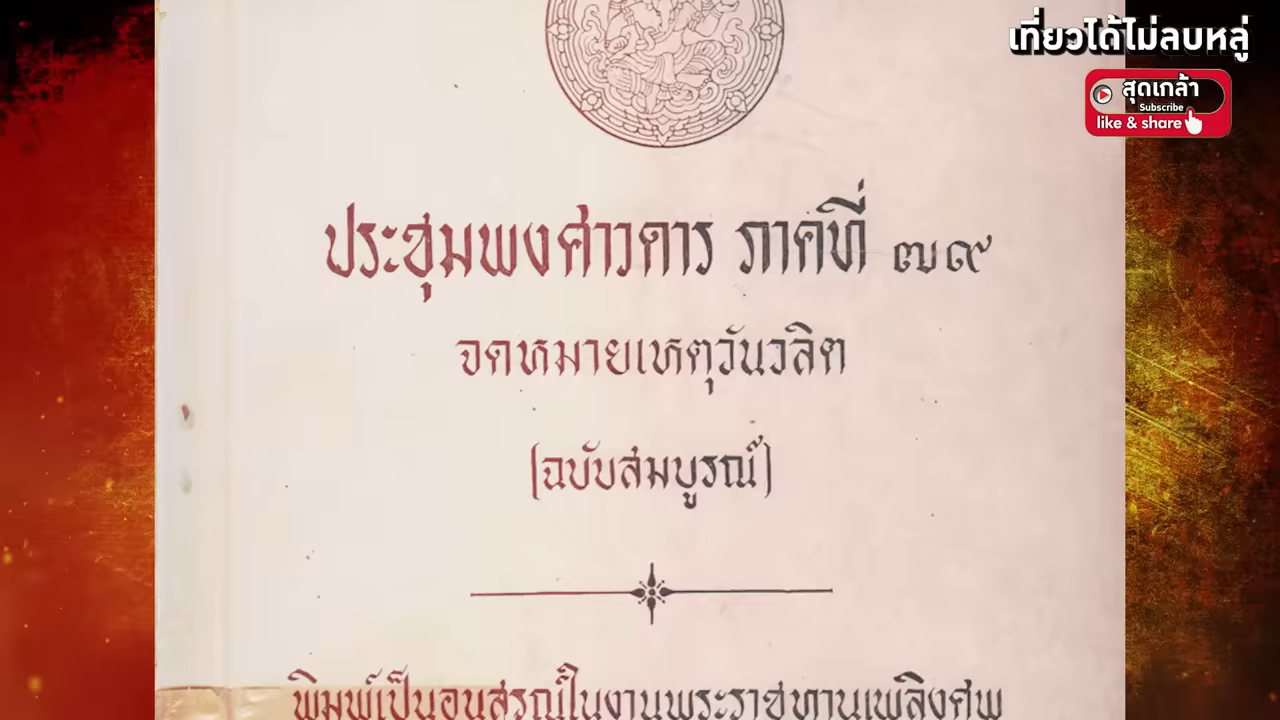 เที่ยวได้ไม่ลบหลู่
สุดเกล้า
Subscribe
like & share
ประชุมพงศาวดาร ภาคที่ ๗๙
จดหมายเหตุวันวลิต
(ฉบับสมบูรณ์)
พิมพ์เป็นอนุสรณ์ในงานพระราชทานเพลิงศพ